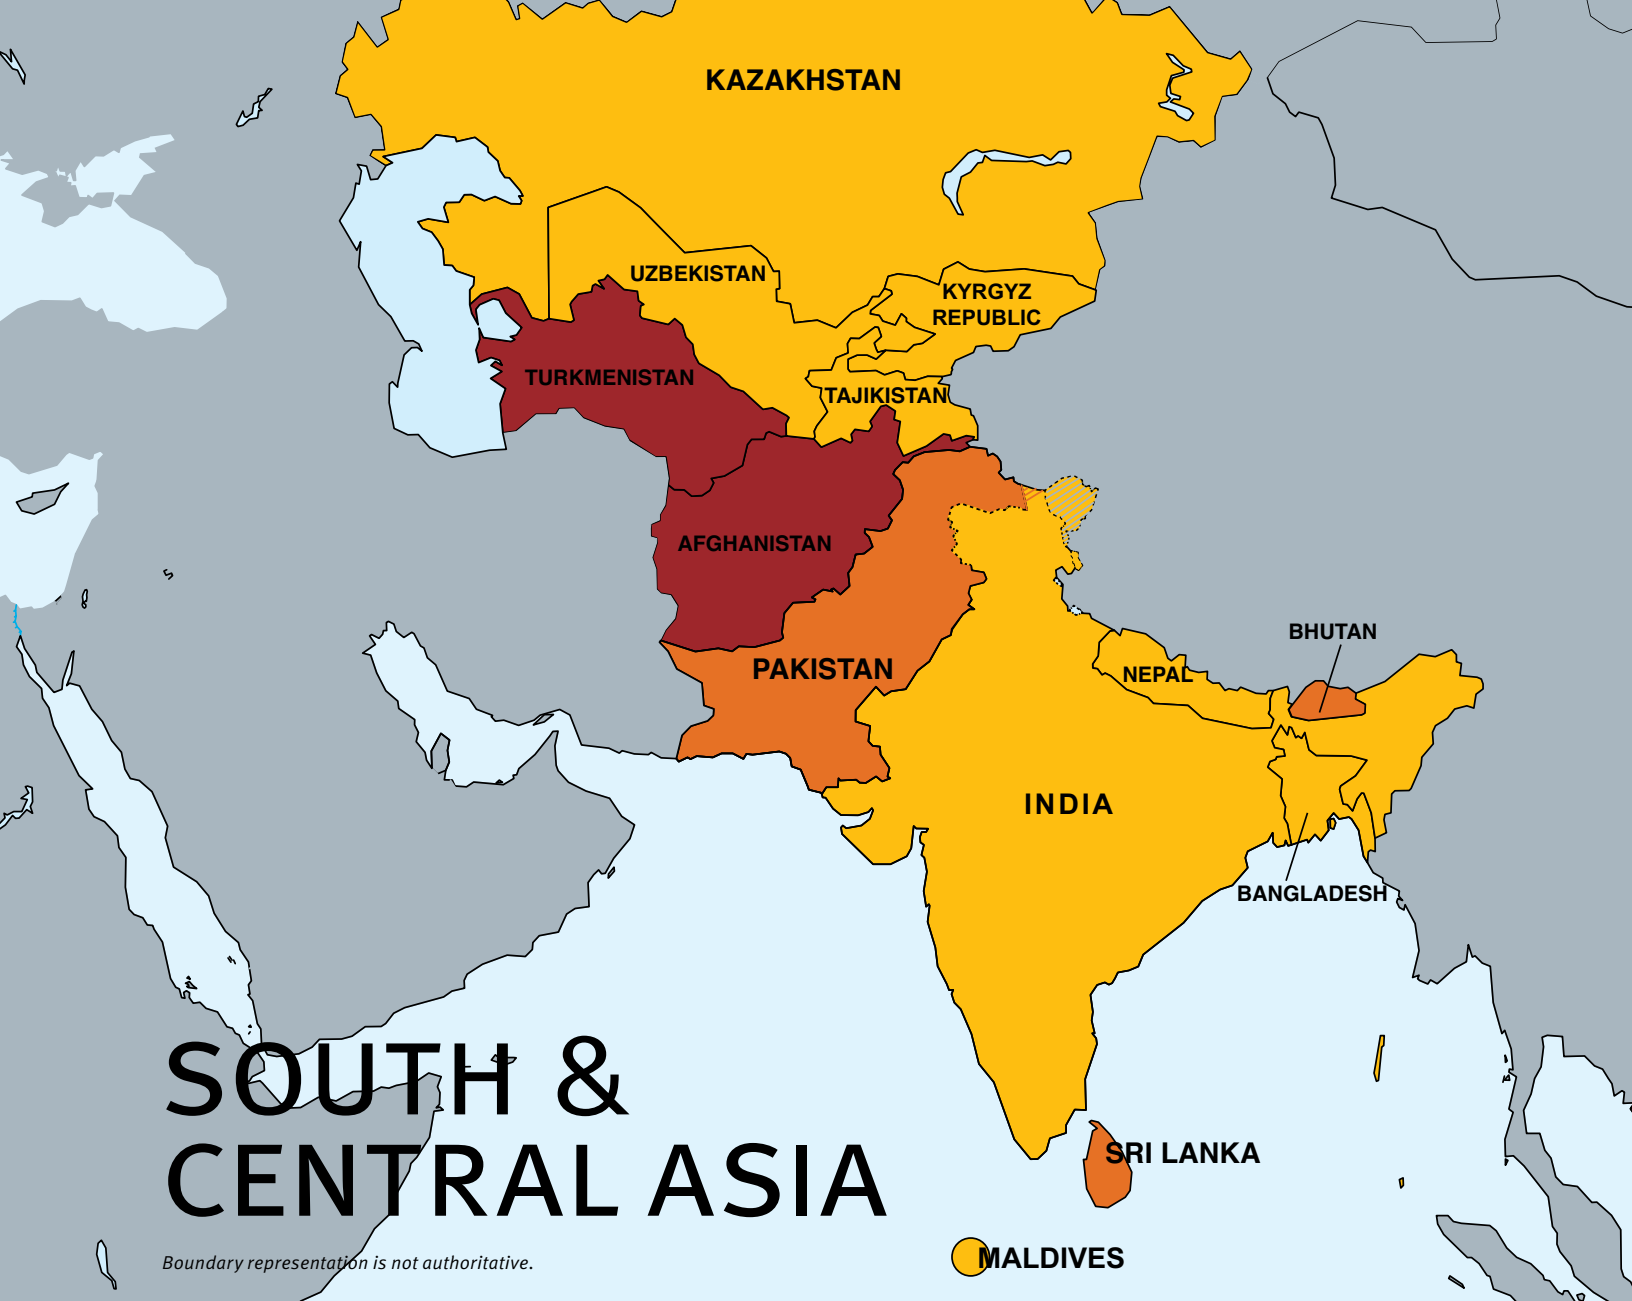 KAZAKHSTAN
UZBEKISTAN
KYRGYZ
REPUBLIC
TURKMENISTAN
TAJIKISTAN
AFGHANISTAN
PAKISTAN
BHUTAN
NEPAL
INDIA
BANGLADESH
SOUTH &
CENTRAL ASIA
SRI LANKA
MALDIVES
Boundary representation is not authoritative.